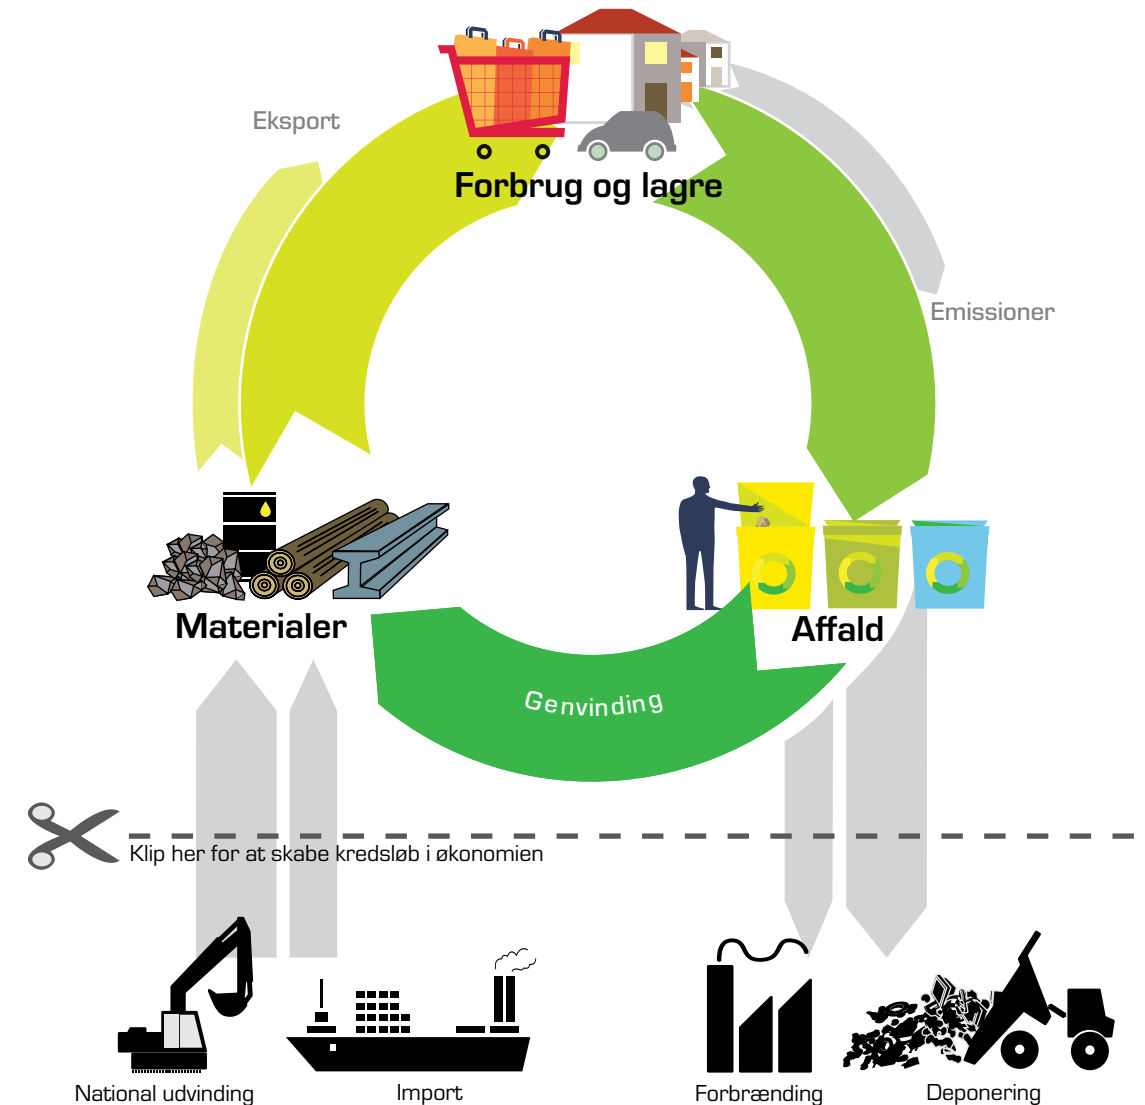 Eksport
Forbrug og lagre
Emissioner
Materialer
Affald
Genvinding
Klip her for at skabe kredsløb i økonomien
National udvinding
Import
Forbrænding
Deponering